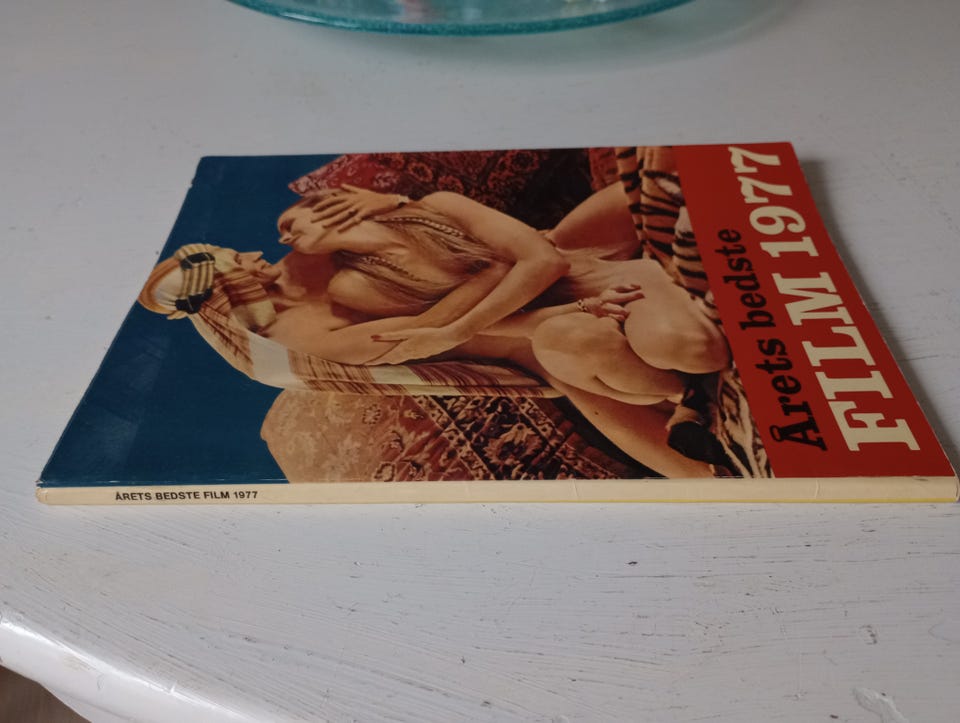 Årets bedste
FILM 1977
ÅRETS BEDSTE FILM 1977